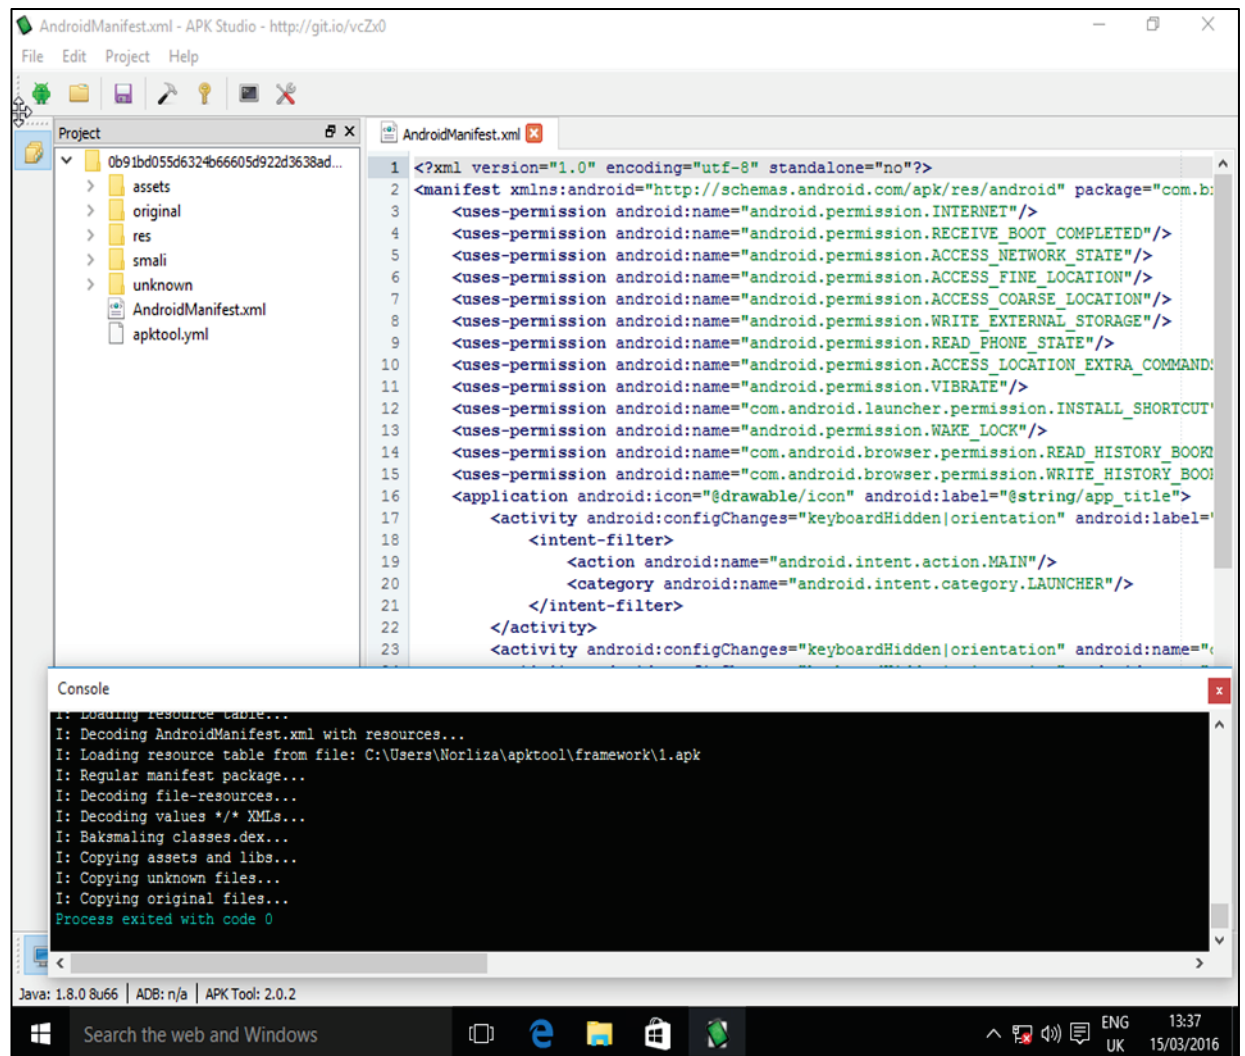 AndroidManifest.xml - APK Studio - http://git.io/vcZx0
File Edit Project Help
Project
AndroidManifest.xml
0b91bd055d6324b66605d922d3638ad...
assets
original
res
smali
unknown
AndroidManifest.xml
apktool.yml
1 <?xml version="1.0" encoding="utf-8" standalone="no"?>
2 <manifest xmlns:android="http://schemas.android.com/apk/res/android" package="com.b
3 <uses-permission android:name="android.permission.INTERNET"/>
4 <uses-permission android:name="android.permission.RECEIVE_BOOT_COMPLETED"/>
5 <uses-permission android:name="android.permission.ACCESS_NETWORK_STATE"/>
6 <uses-permission android:name="android.permission.ACCESS_FINE_LOCATION"/>
7 <uses-permission android:name="android.permission.ACCESS_COARSE_LOCATION"/>
8 <uses-permission android:name="android.permission.WRITE_EXTERNAL_STORAGE"/>
9 <uses-permission android:name="android.permission.READ_PHONE_STATE"/>
10 <uses-permission android:name="android.permission.ACCESS_LOCATION_EXTRA_COMMANDS
11 <uses-permission android:name="android.permission.VIBRATE"/>
12 <uses-permission android:name="com.android.launcher.permission.INSTALL_SHORTCUT"
13 <uses-permission android:name="android.permission.WAKE_LOCK"/>
14 <uses-permission android:name="com.android.browser.permission.READ_HISTORY_BOOKM
15 <uses-permission android:name="com.android.browser.permission.WRITE_HISTORY_BOO
16 <application android:icon="@drawable/icon" android:label="@string/app_title">
17 <activity android:configChanges="keyboardHidden|orientation" android:label="
18 <intent-filter>
19 <action android:name="android.intent.action.MAIN"/>
20 <category android:name="android.intent.category.LAUNCHER"/>
21 </intent-filter>
22 </activity>
23 <activity android:configChanges="keyboardHidden|orientation" android:name="
Console
I: Loading resource table...
I: Decoding AndroidManifest.xml with resources...
I: Loading resource table from file: C:\Users\Norliza\apktool\framework\1.apk
I: Regular manifest package...
I: Decoding file-resources...
I: Decoding values */* XMLs...
I: Baksmaling classes.dex...
I: Copying assets and libs...
I: Copying unknown files...
I: Copying original files...
Process exited with code 0
Java: 1.8.0 8u66 | ADB: n/a | APK Tool: 2.0.2
Search the web and Windows
ENG
UK
13:37
15/03/2016